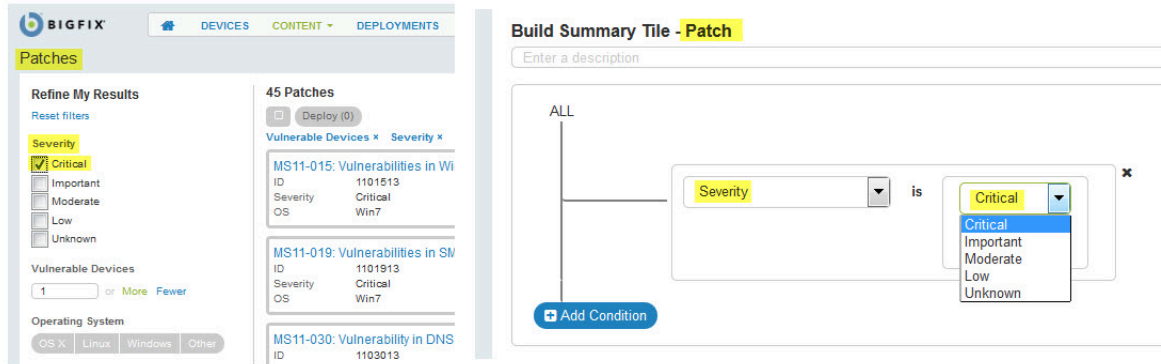 BIGFIX
DEVICES CONTENT DEPLOYMENTS
Patches
Refine My Results
Reset filters
Severity
Critical
Important
Moderate
Low
Unknown
Vulnerable Devices
1 or More Fewer
Operating System
OS X Linux Windows Other
45 Patches
Deploy (0)
Vulnerable Devices × Severity ×
MS11-015: Vulnerabilities in Wi
ID 1101513
Severity Critical
OS Win7
MS11-019: Vulnerabilities in SM
ID 1101913
Severity Critical
OS Win7
MS11-030: Vulnerability in DNS
ID 1103013
Build Summary Tile - Patch
Enter a description
ALL
Severity is Critical
Critical
Important
Moderate
Low
Unknown
Add Condition